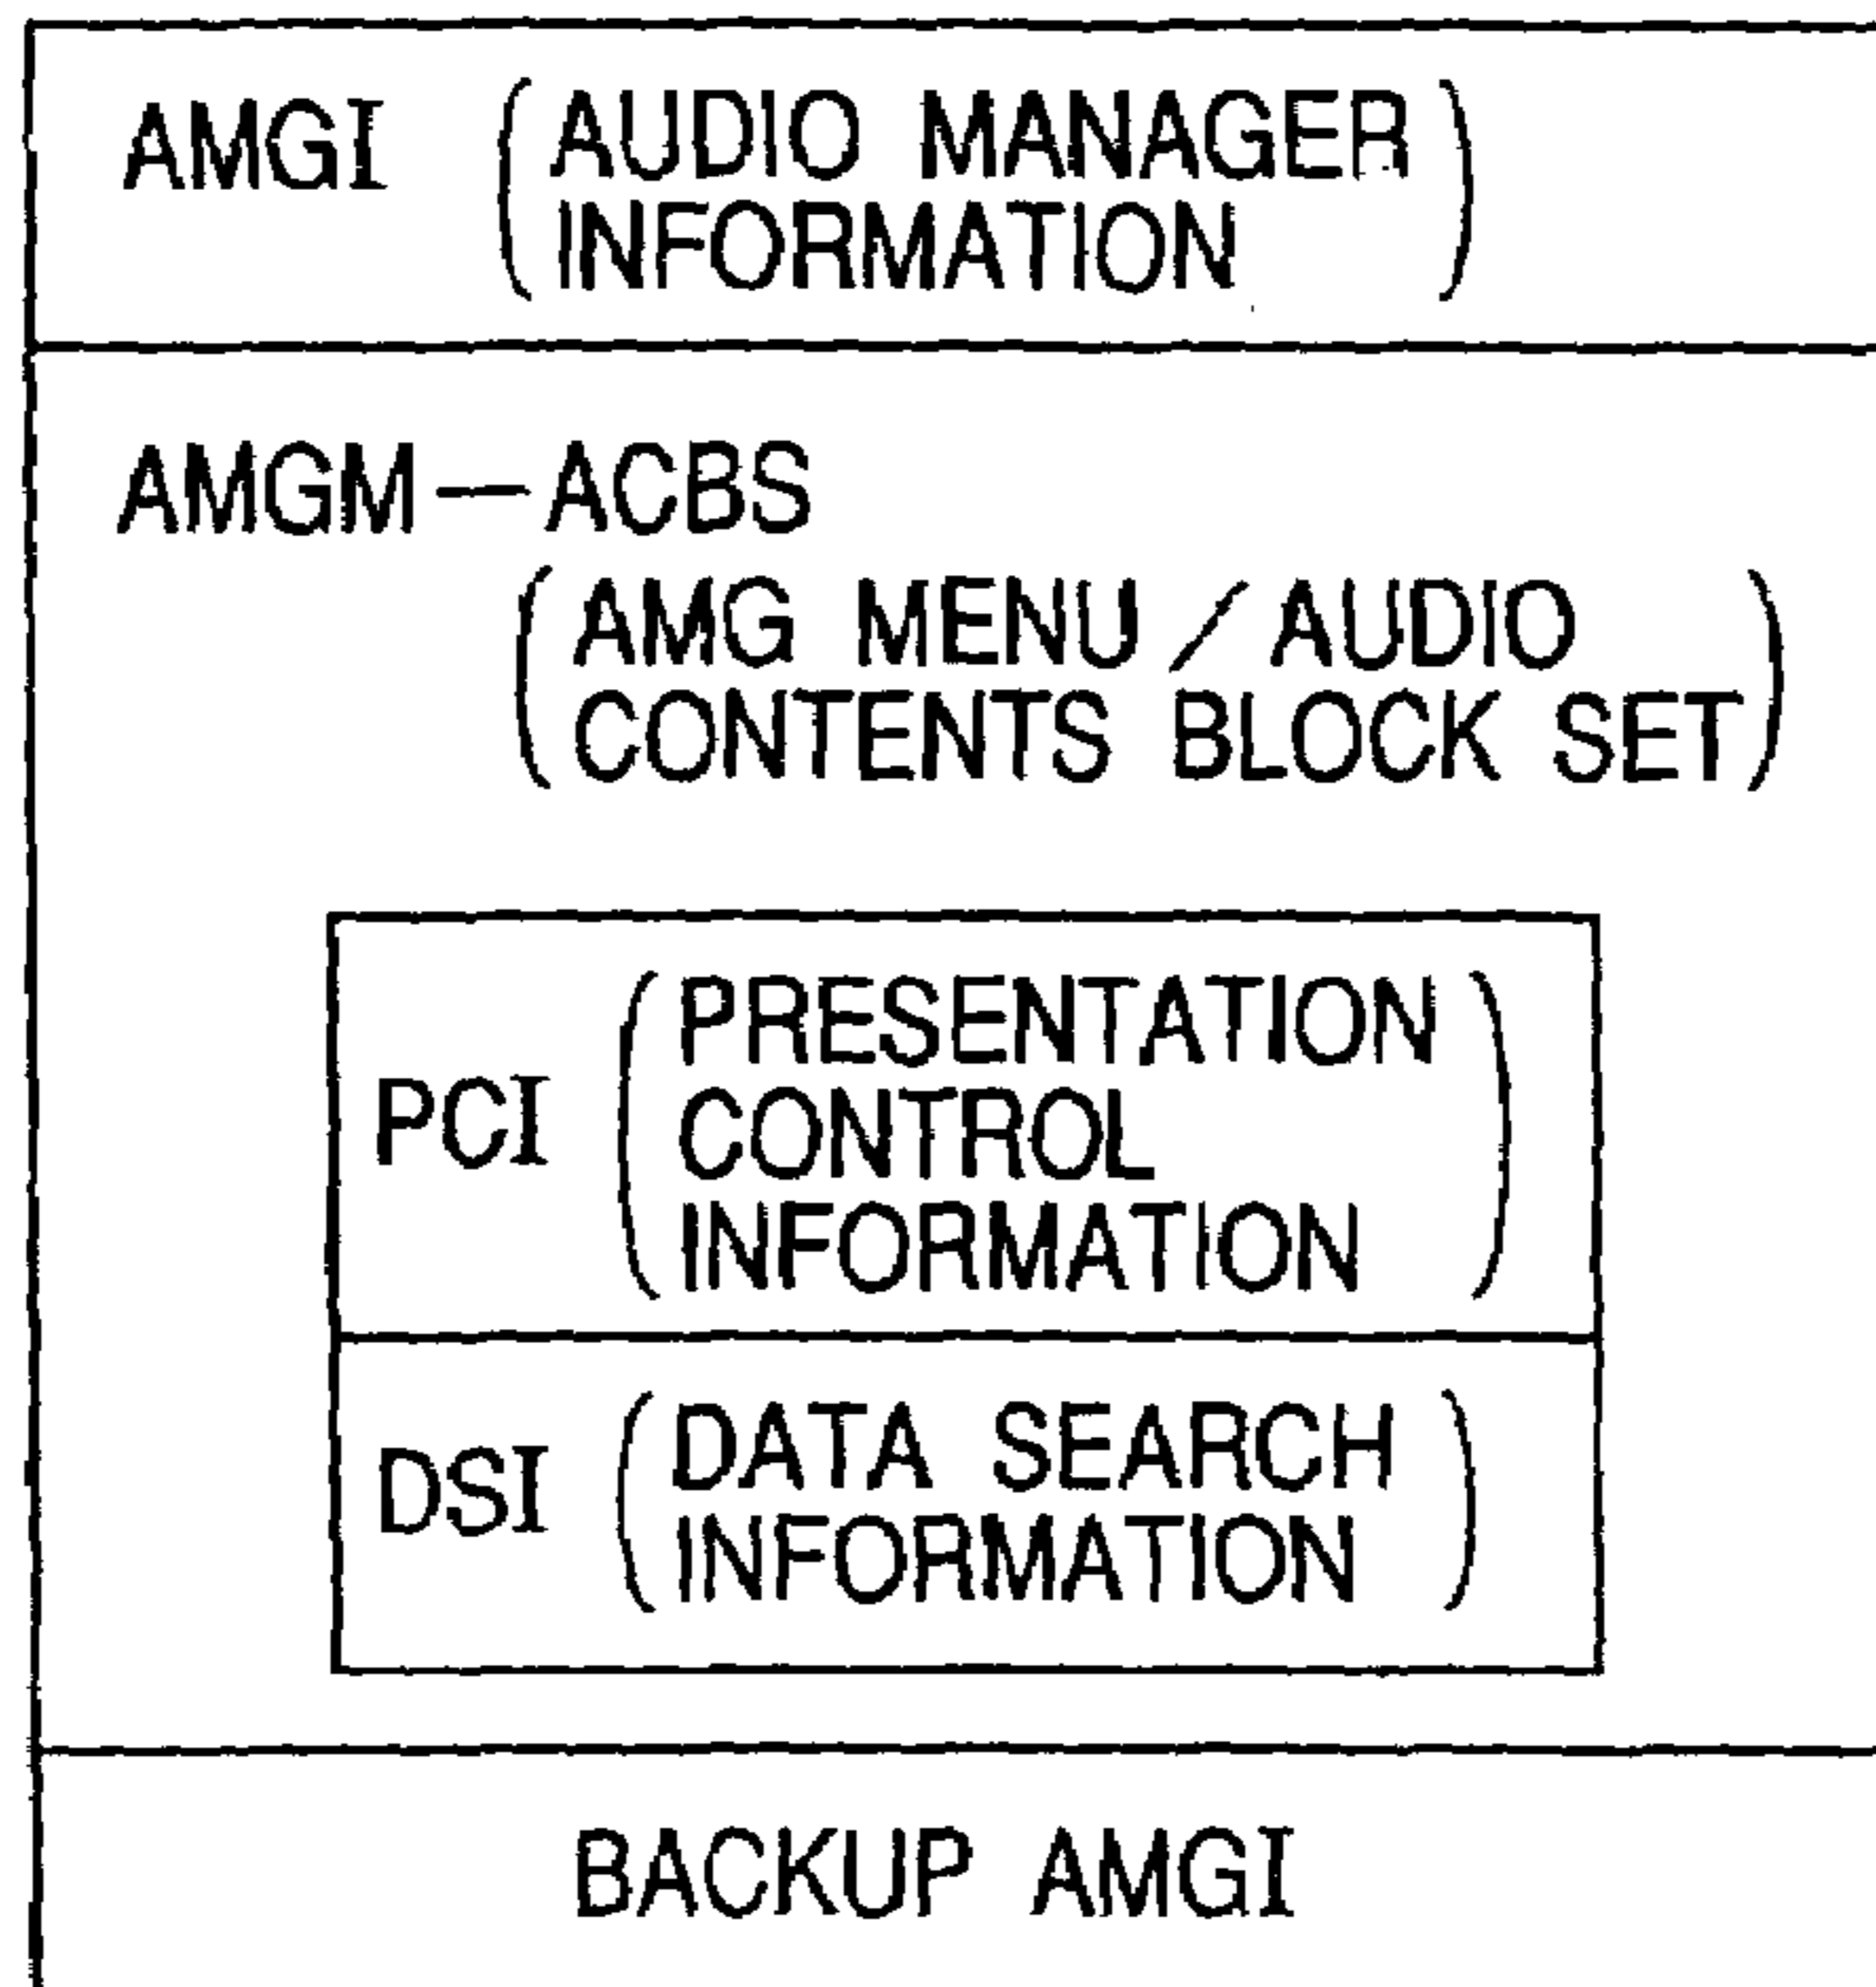 AMGI (AUDIO MANAGER
INFORMATION)
AMGM—ACBS
(AMG MENU/AUDIO
CONTENTS BLOCK SET)
PCI (PRESENTATION
CONTROL
INFORMATION)
DSI (DATA SEARCH
INFORMATION)
BACKUP AMGI